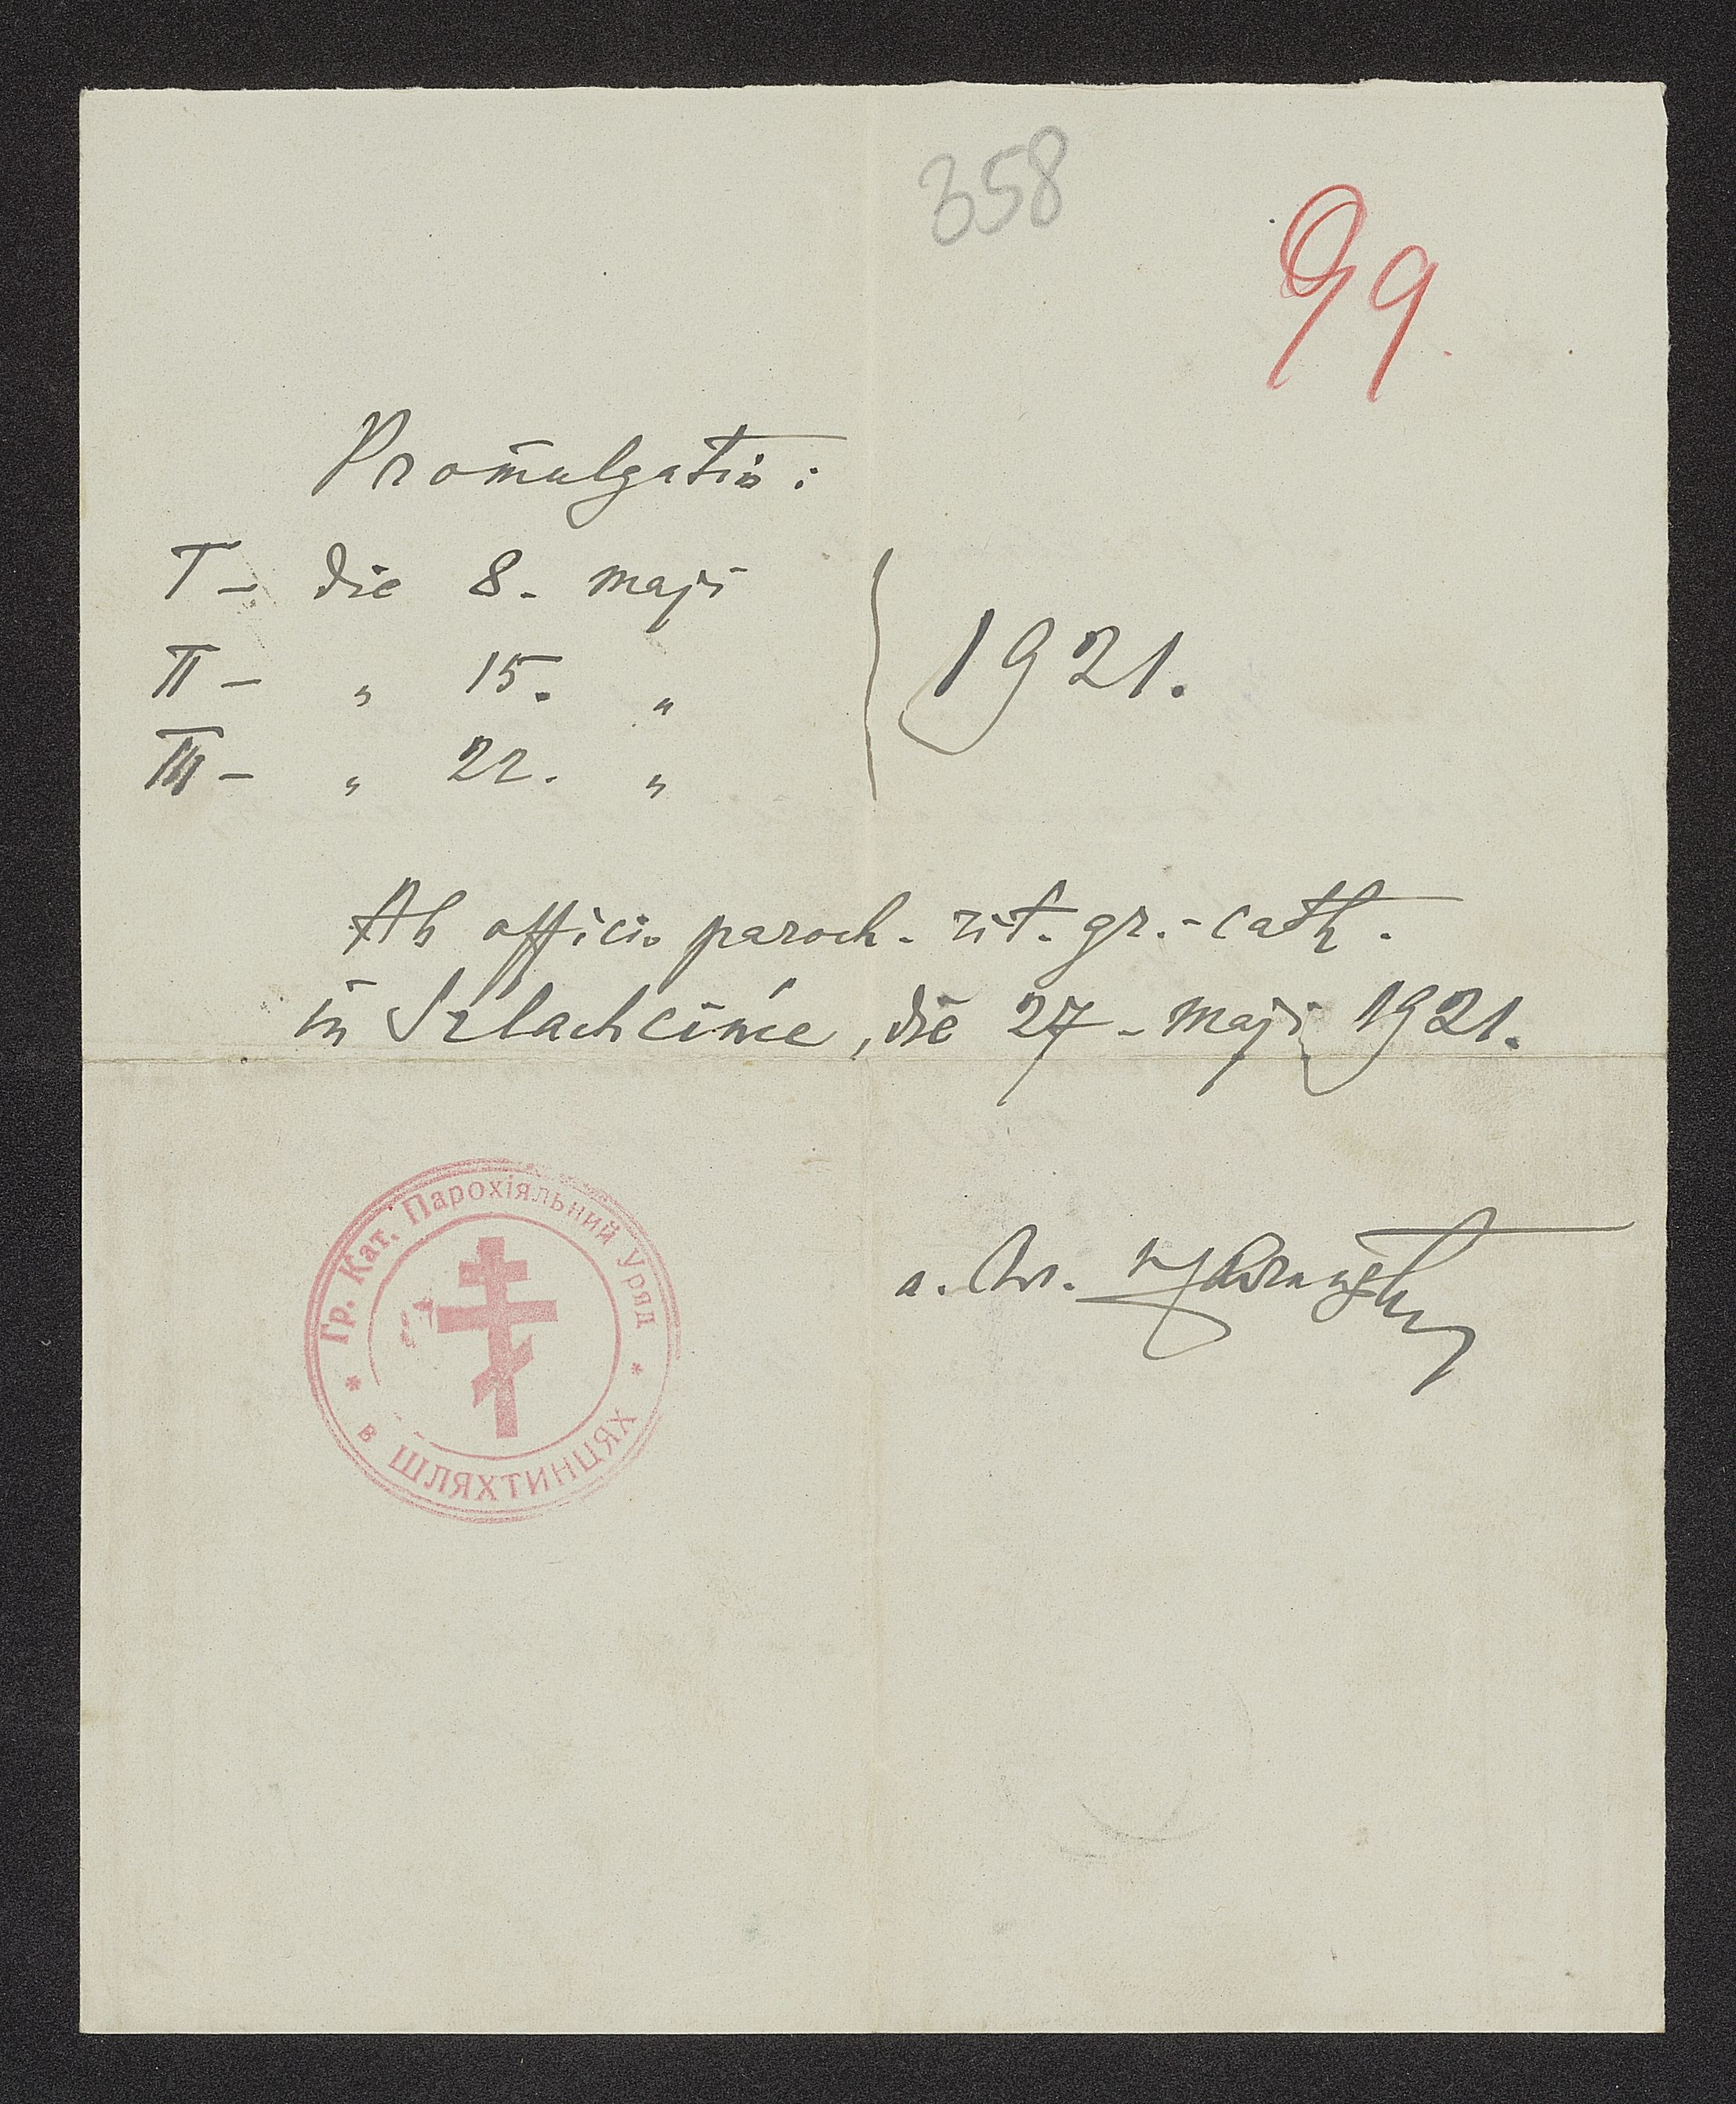 358
99.
Promulgatio:
I - die 8. maji
II - „ 15. „ 1921.
III - „ 22. „
Ab officio paroch. rit. gr.-cath.
in Szlachcińce, die 27. maji 1921.
Гр. Кат. Парохіяльний Уряд
* в ШЛЯХТИНЦЯХ *